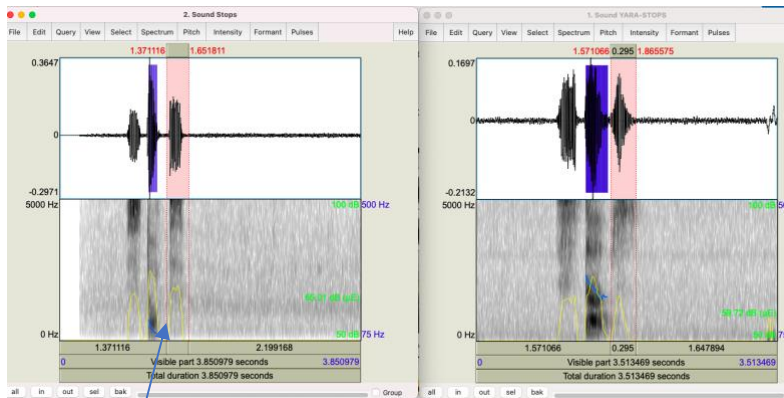 2. Sound Stops
File Edit Query View Select Spectrum Pitch Intensity Formant Pulses Help
1.371116 1.651811
0.3647
0
-0.2971
5000 Hz 100 dB 500 Hz
0 Hz 50 dB 75 Hz
1.371116 2.199168
0 Visible part 3.850979 seconds 3.850979
Total duration 3.850979 seconds
all in out sel bak Group
1. Sound YARA-STOPS
File Edit Query View Select Spectrum Pitch Intensity Formant Pulses
1.571066 0.295 1.865575
0.1697
0
-0.2132
5000 Hz 100 dB
0 Hz
1.571066 0.295 1.647894
0 Visible part 3.513469 seconds 3.513469
Total duration 3.513469 seconds
all in out sel bak